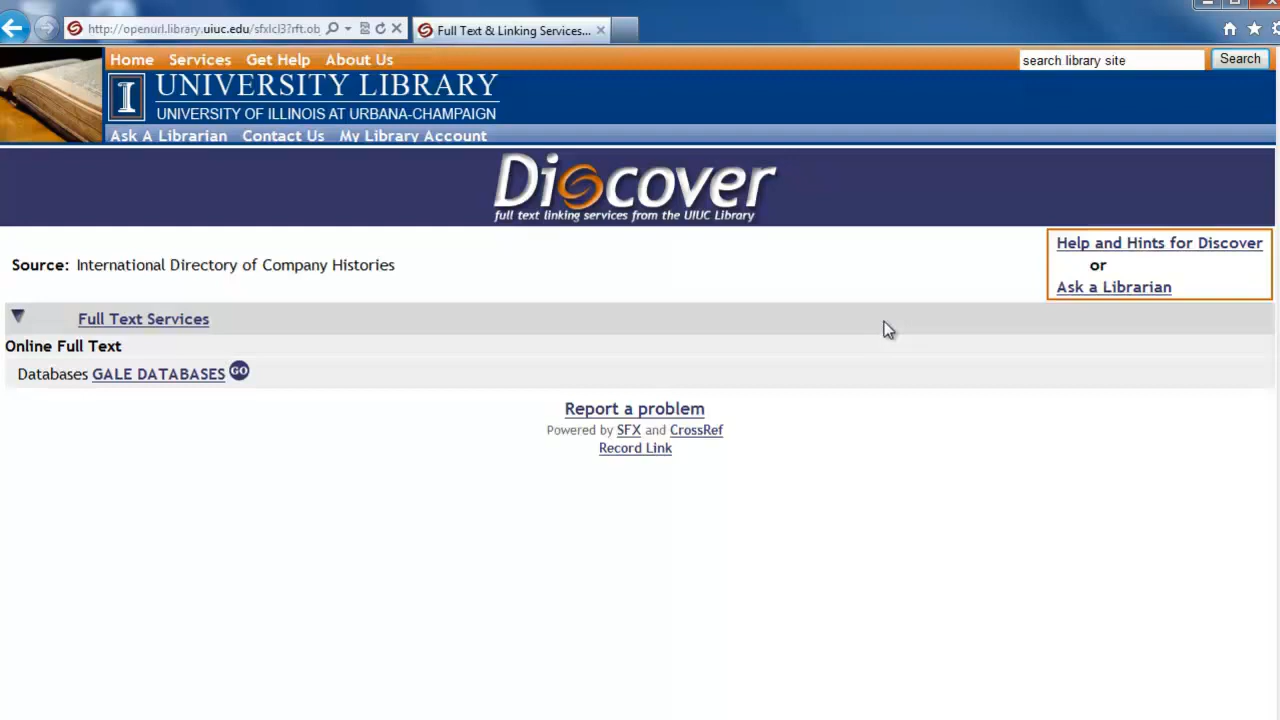 http://openurl.library.uiuc.edu/sfxlcl3?rft.ob
Full Text & Linking Services...
Home Services Get Help About Us
search library site
Search
I
UNIVERSITY LIBRARY
UNIVERSITY OF ILLINOIS AT URBANA-CHAMPAIGN
Ask A Librarian Contact Us My Library Account
Discover
full text linking services from the UIUC Library
Help and Hints for Discover
or
Ask a Librarian
Source: International Directory of Company Histories
Full Text Services
Online Full Text
Databases GALE DATABASES GO
Report a problem
Powered by SFX and CrossRef
Record Link